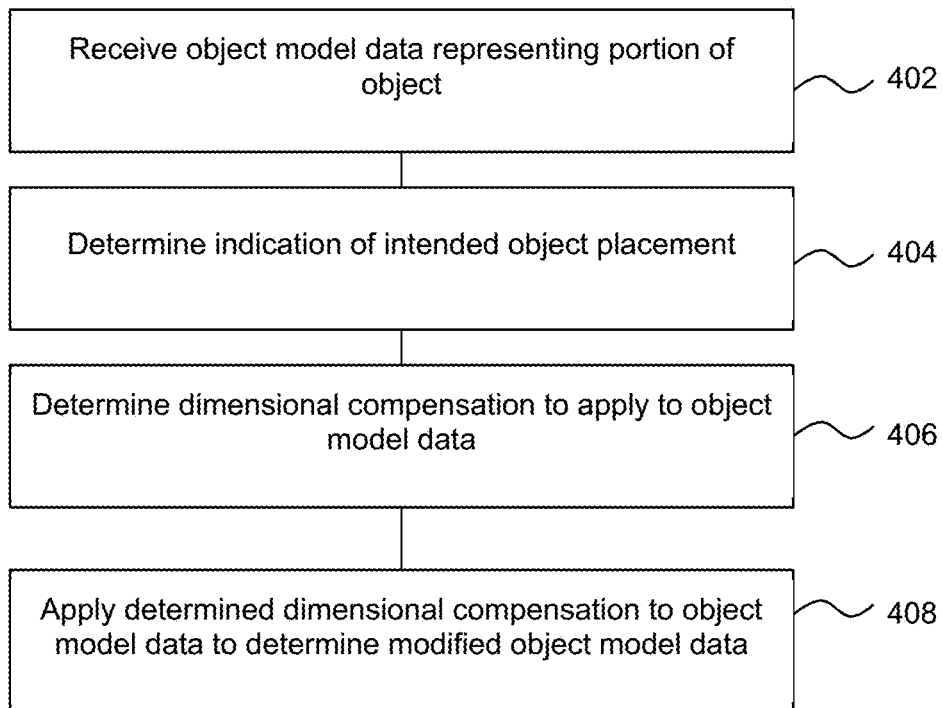 Receive object model data representing portion of
object
402
Determine indication of intended object placement
404
Determine dimensional compensation to apply to object
model data
406
Apply determined dimensional compensation to object
model data to determine modified object model data
408